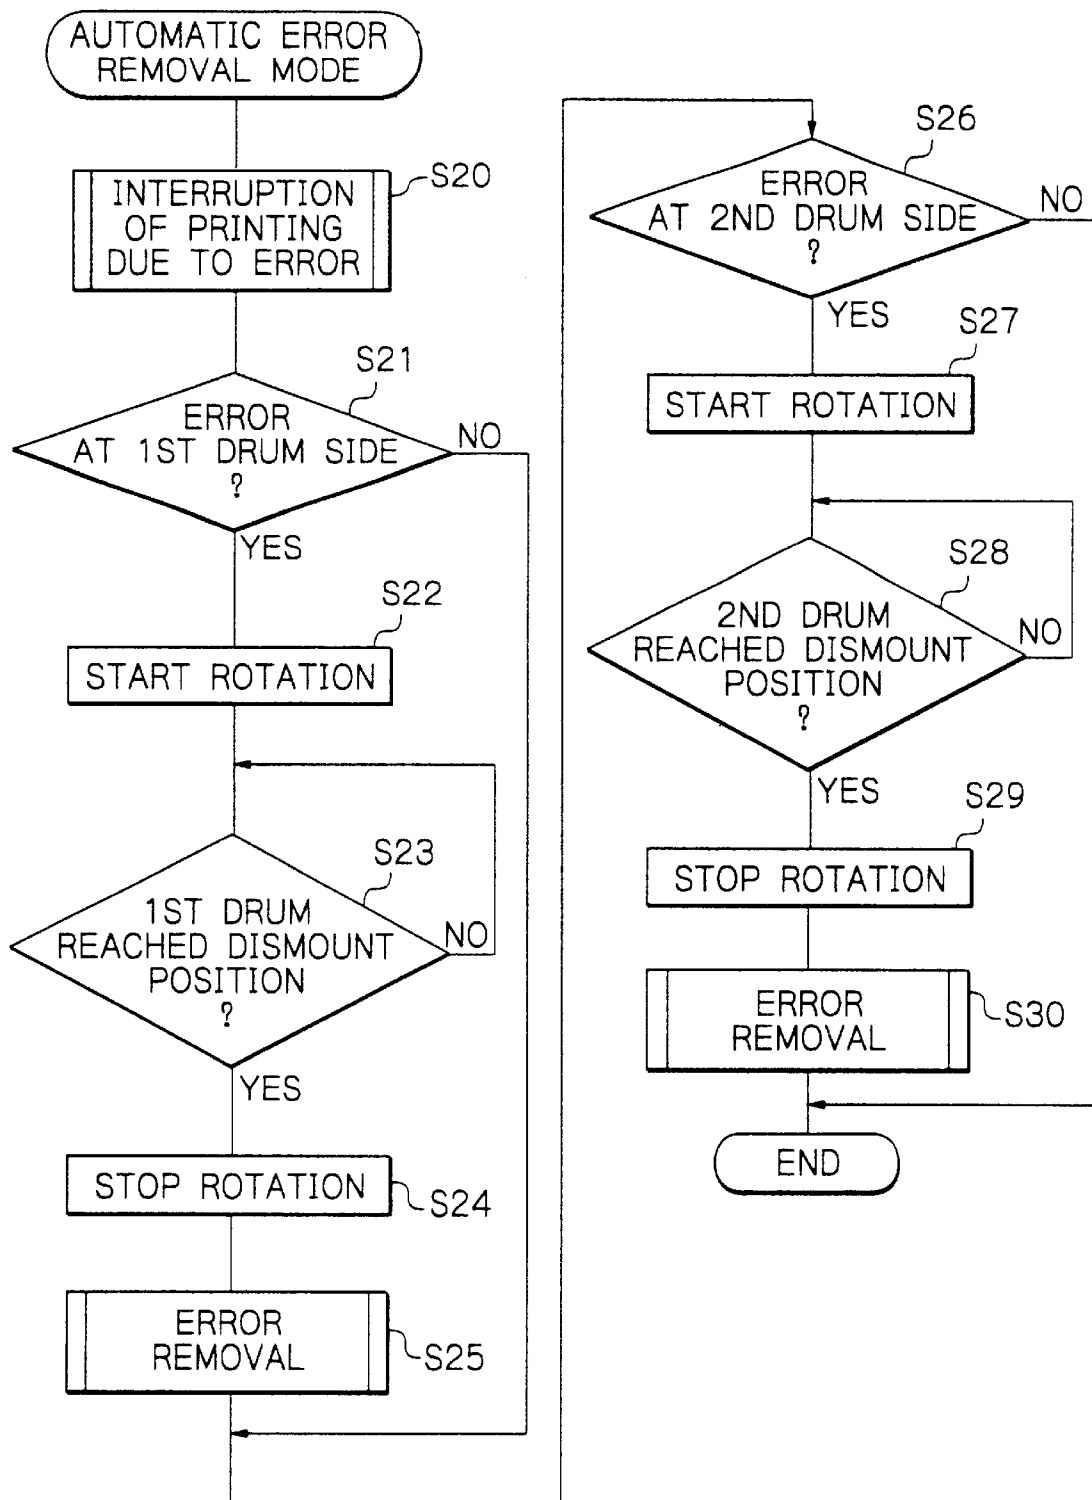 AUTOMATIC ERROR
REMOVAL MODE
S20
INTERRUPTION
OF PRINTING
DUE TO ERROR
S21
ERROR
AT 1ST DRUM SIDE
?
NO
YES
S22
START ROTATION
S23
1ST DRUM
REACHED DISMOUNT
POSITION
?
NO
YES
STOP ROTATION
S24
ERROR
REMOVAL
S25
S26
ERROR
AT 2ND DRUM SIDE
?
NO
YES
S27
START ROTATION
S28
2ND DRUM
REACHED DISMOUNT
POSITION
?
NO
YES
S29
STOP ROTATION
ERROR
REMOVAL
S30
END